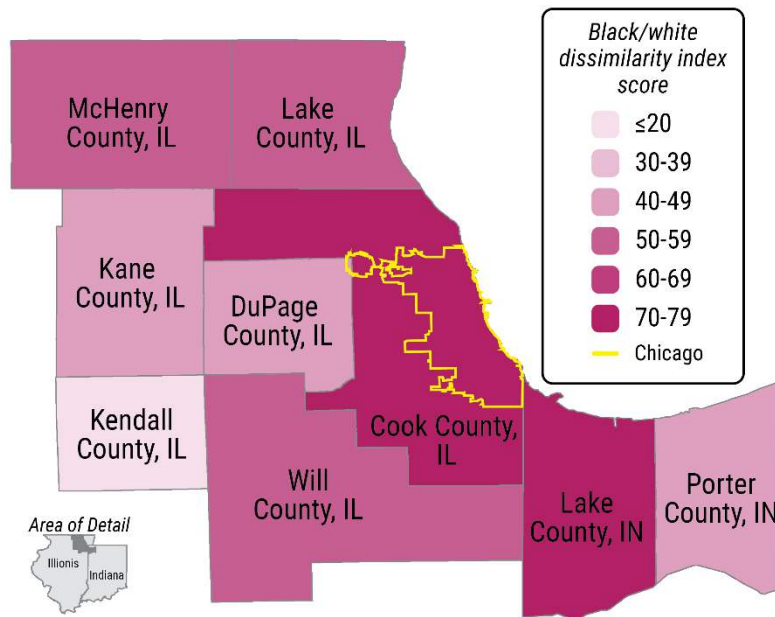 Black/white
dissimilarity index
score
≤20
30-39
40-49
50-59
60-69
70-79
Chicago
McHenry
County, IL
Lake
County, IL
Kane
County, IL
DuPage
County, IL
Kendall
County, IL
Cook County,
IL
Will
County, IL
Lake
County, IN
Porter
County, IN
Area of Detail
Illionis
Indiana